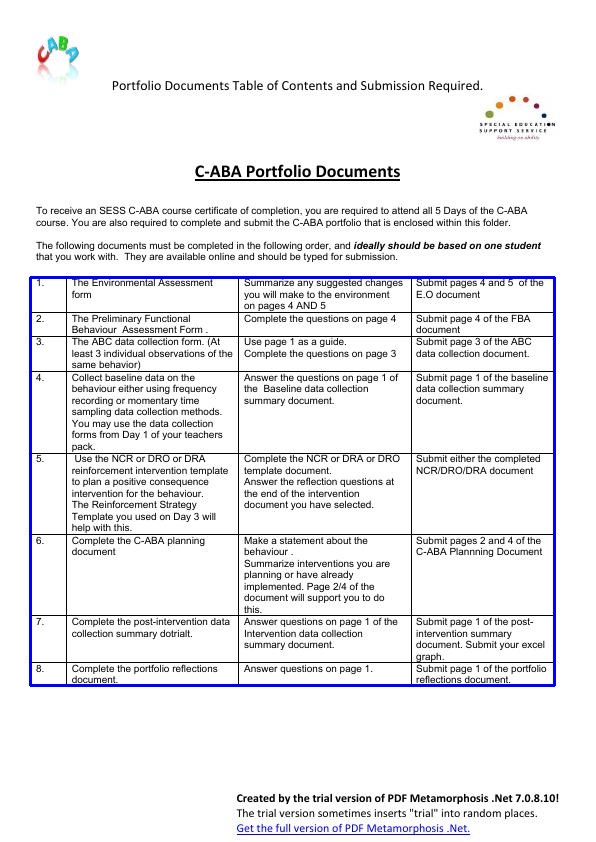 CABA
Portfolio Documents Table of Contents and Submission Required.
SPECIAL EDUCATION
SUPPORT SERVICE
building on ability
C-ABA Portfolio Documents
To receive an SESS C-ABA course certificate of completion, you are required to attend all 5 Days of the C-ABA
course. You are also required to complete and submit the C-ABA portfolio that is enclosed within this folder.
The following documents must be completed in the following order, and ideally should be based on one student
that you work with. They are available online and should be typed for submission.
1.
The Environmental Assessment
form
Summarize any suggested changes
you will make to the environment
on pages 4 AND 5
Submit pages 4 and 5 of the
E.O document
2.
The Preliminary Functional
Behaviour Assessment Form .
Complete the questions on page 4
Submit page 4 of the FBA
document
3.
The ABC data collection form. (At
least 3 individual observations of the
same behavior)
Use page 1 as a guide.
Complete the questions on page 3
Submit page 3 of the ABC
data collection document.
4.
Collect baseline data on the
behaviour either using frequency
recording or momentary time
sampling data collection methods.
You may use the data collection
forms from Day 1 of your teachers
pack.
Answer the questions on page 1 of
the Baseline data collection
summary document.
Submit page 1 of the baseline
data collection summary
document.
5.
Use the NCR or DRO or DRA
reinforcement intervention template
to plan a positive consequence
intervention for the behaviour.
The Reinforcement Strategy
Template you used on Day 3 will
help with this.
Complete the NCR or DRA or DRO
template document.
Answer the reflection questions at
the end of the intervention
document you have selected.
Submit either the completed
NCR/DRO/DRA document
6.
Complete the C-ABA planning
document
Make a statement about the
behaviour .
Summarize interventions you are
planning or have already
implemented. Page 2/4 of the
document will support you to do
this.
Submit pages 2 and 4 of the
C-ABA Plannning Document
7.
Complete the post-intervention data
collection summary dotrialt.
Answer questions on page 1 of the
Intervention data collection
summary document.
Submit page 1 of the post-
intervention summary
document. Submit your excel
graph.
8.
Complete the portfolio reflections
document.
Answer questions on page 1.
Submit page 1 of the portfolio
reflections document.
Created by the trial version of PDF Metamorphosis .Net 7.0.8.10!
The trial version sometimes inserts "trial" into random places.
Get the full version of PDF Metamorphosis .Net.